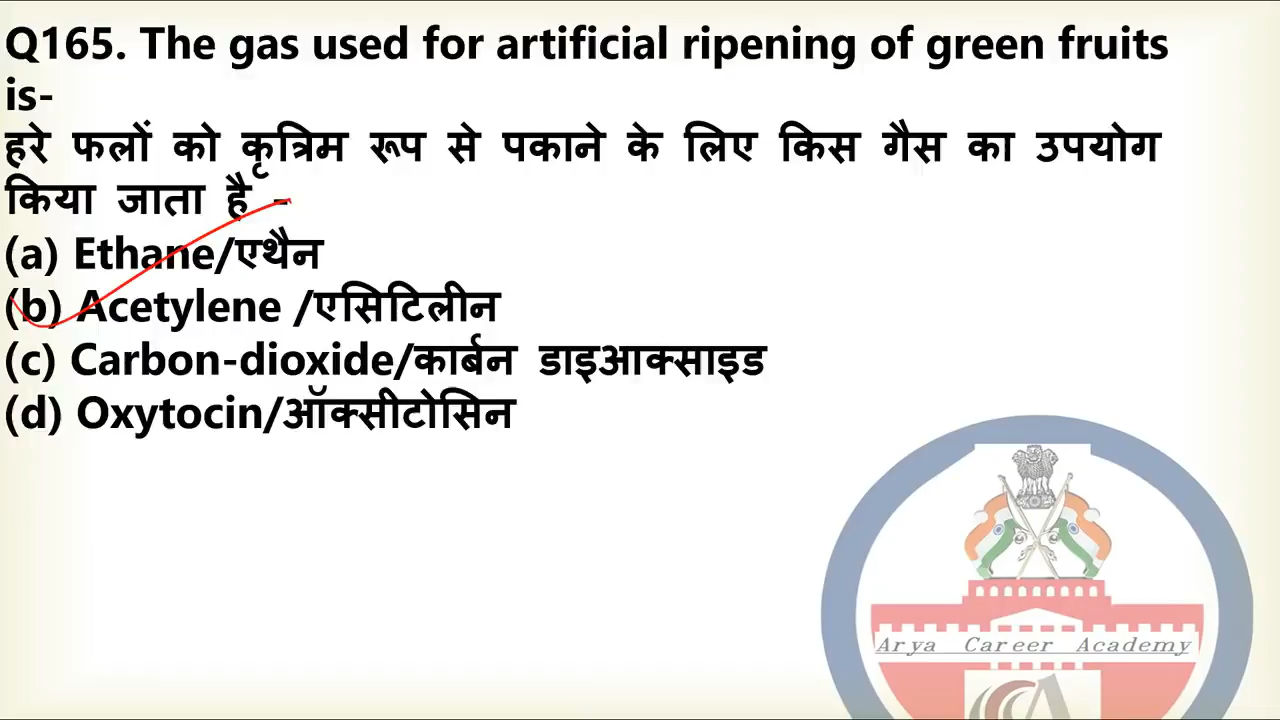 Q165. The gas used for artificial ripening of green fruits
is-
हरे फलों को कृत्रिम रूप से पकाने के लिए किस गैस का उपयोग
किया जाता है -
(a) Ethane/एथैन
(b) Acetylene /एसिटिलीन
(c) Carbon-dioxide/कार्बन डाइआक्साइड
(d) Oxytocin/ऑक्सीटोसिन
Arya Career Academy